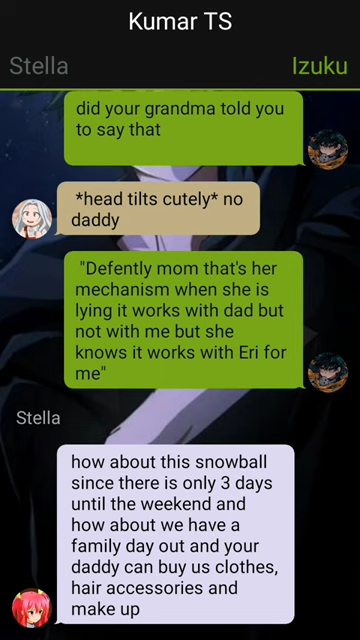 Kumar TS
Stella
Izuku
did your grandma told you
to say that
*head tilts cutely* no
daddy
"Defently mom that's her
mechanism when she is
lying it works with dad but
not with me but she
knows it works with Eri for
me"
Stella
how about this snowball
since there is only 3 days
until the weekend and
how about we have a
family day out and your
daddy can buy us clothes,
hair accessories and
make up